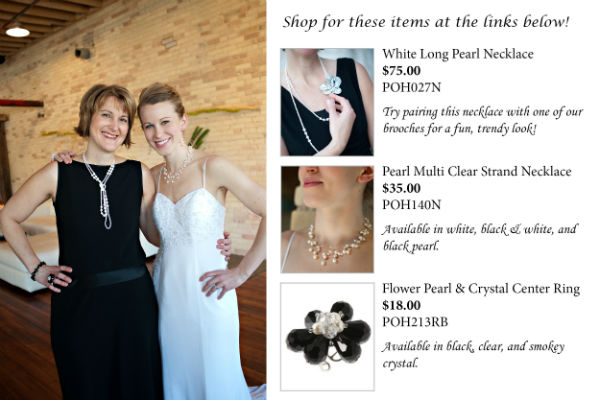 Shop for these items at the links below!
White Long Pearl Necklace
$75.00
POH027N
Try pairing this necklace with one of our
brooches for a fun, trendy look!
Pearl Multi Clear Strand Necklace
$35.00
POH140N
Available in white, black & white, and
black pearl.
Flower Pearl & Crystal Center Ring
$18.00
POH213RB
Available in black, clear, and smokey
crystal.